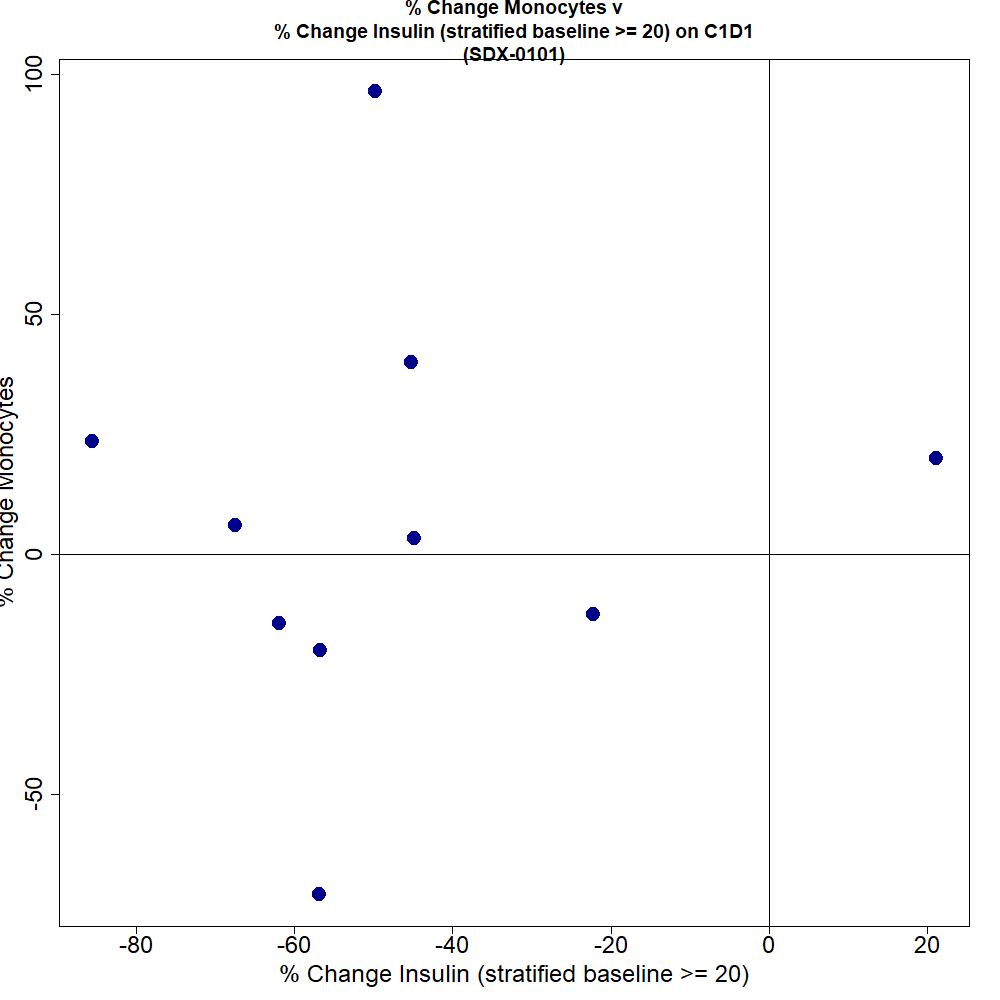 % Change Monocytes v
% Change Insulin (stratified baseline >= 20) on C1D1
(SDX-0101)
100
50
0
-50
% Change Monocytes
-80
-60
-40
-20
0
20
% Change Insulin (stratified baseline >= 20)